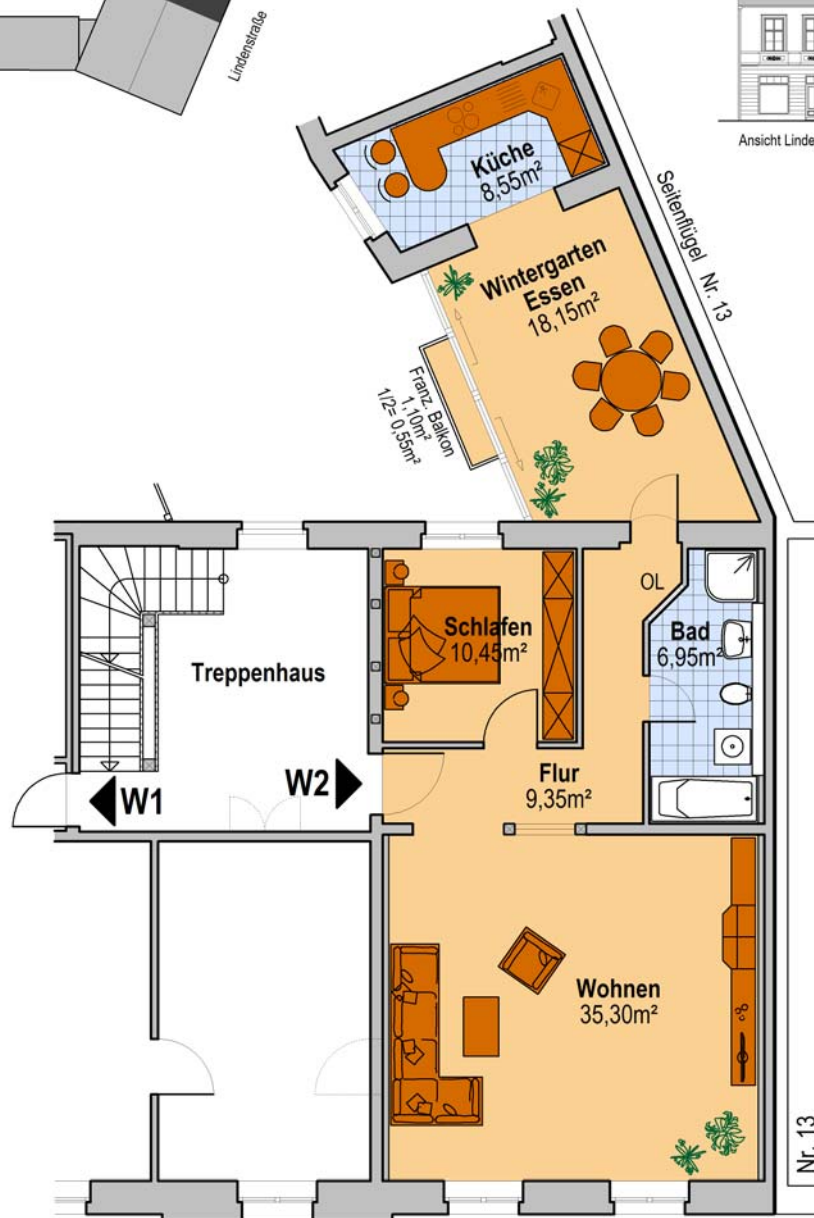 Lindenstraße
Ansicht Linde
Küche
8,55m²
Seitenflügel Nr. 13
Wintergarten
Essen
18,15m²
Franz. Balkon
1,10m²
1/2= 0,55m²
OL
Schlafen
10,45m²
Bad
6,95m²
Treppenhaus
W1
W2
Flur
9,35m²
Wohnen
35,30m²
Nr. 13